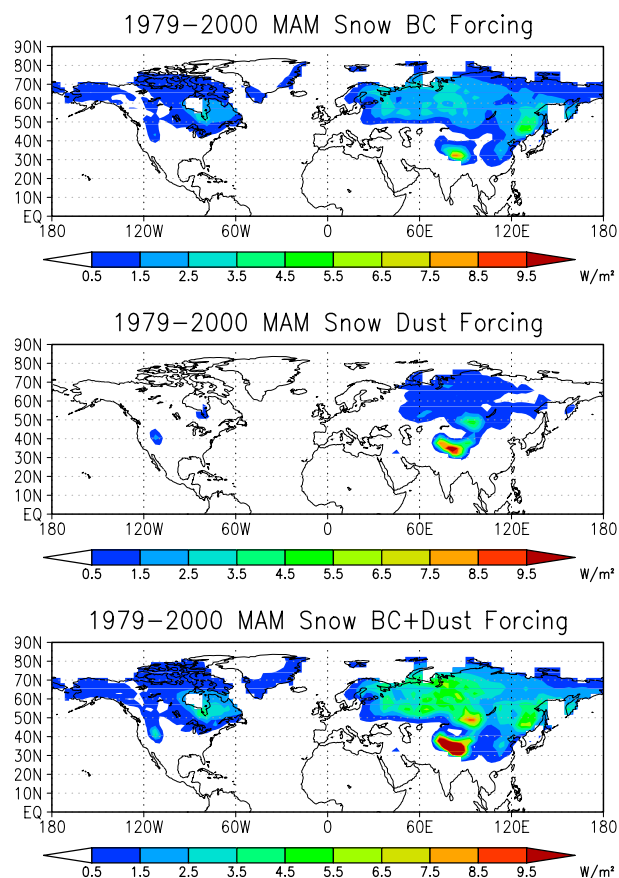 1979−2000 MAM Snow BC Forcing
90N
80N
70N
60N
50N
40N
30N
20N
10N
EQ
180 120W 60W 0 60E 120E 180
0.5 1.5 2.5 3.5 4.5 5.5 6.5 7.5 8.5 9.5 W/m²
1979−2000 MAM Snow Dust Forcing
90N
80N
70N
60N
50N
40N
30N
20N
10N
EQ
180 120W 60W 0 60E 120E 180
0.5 1.5 2.5 3.5 4.5 5.5 6.5 7.5 8.5 9.5 W/m²
1979−2000 MAM Snow BC+Dust Forcing
90N
80N
70N
60N
50N
40N
30N
20N
10N
EQ
180 120W 60W 0 60E 120E 180
0.5 1.5 2.5 3.5 4.5 5.5 6.5 7.5 8.5 9.5 W/m²